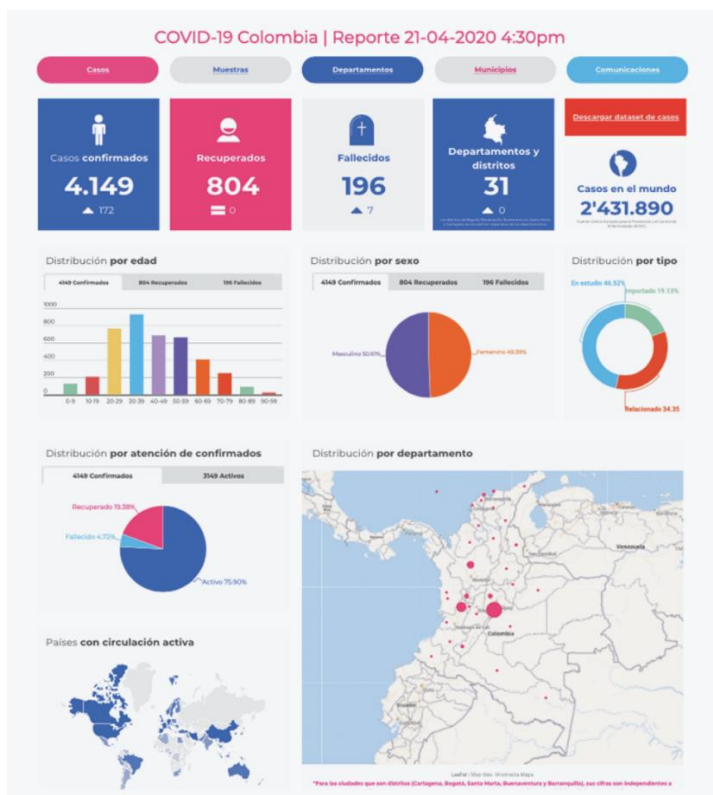 COVID-19 Colombia | Reporte 21-04-2020 4:30pm
Casos
Muestras
Departamentos
Municipios
Comunicaciones
Casos confirmados
4.149
172
Recuperados
804
0
Fallecidos
196
7
Departamentos y
distritos
31
0
Descargar dataset de casos
Casos en el mundo
2'431.890
Distribución por edad
4149 Confirmados
804 Recuperados
196 Fallecidos
1000
800
600
400
200
0
0-9 10-19 20-29 30-39 40-49 50-59 60-69 70-79 80-89 90-99
Distribución por sexo
4149 Confirmados
804 Recuperados
196 Fallecidos
Masculino
Femenino
Distribución por tipo
En estudio 46.52%
Importado 19.13%
Relacionado 34.35
Distribución por atención de confirmados
4149 Confirmados
3149 Activos
Recuperado 19.38%
Fallecido 4.72%
Activo 75.90%
Distribución por departamento
Venezuela
Colombia
Ecuador
Países con circulación activa
Leaflet | Map tiles: Wikimedia Maps
*Para las ciudades que son distritos (Cartagena, Bogotá, Santa Marta, Buenaventura y Barranquilla), sus cifras son independientes a